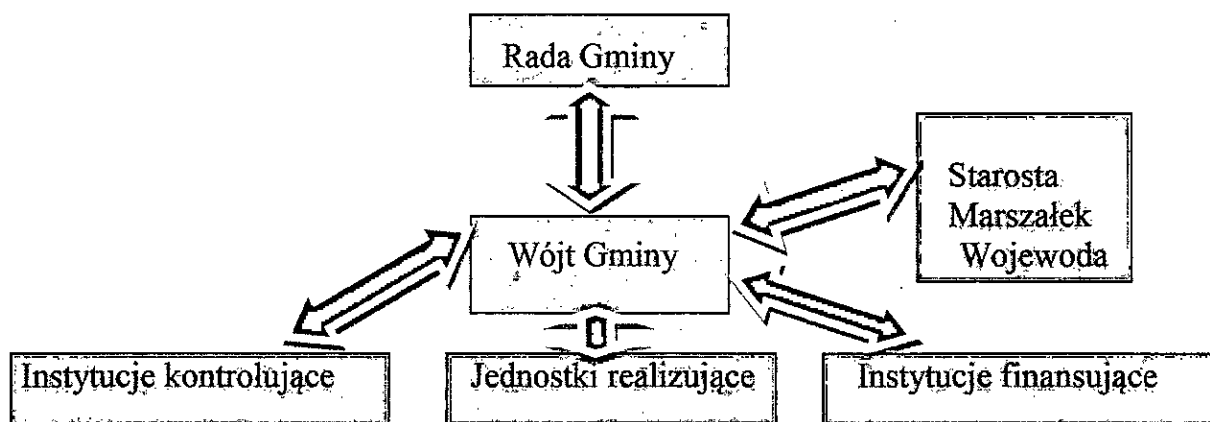 Rada Gminy
Starosta
Marszałek
Wojewoda
Wójt Gminy
Instytucje kontrolujące
Jednostki realizujące
Instytucje finansujące